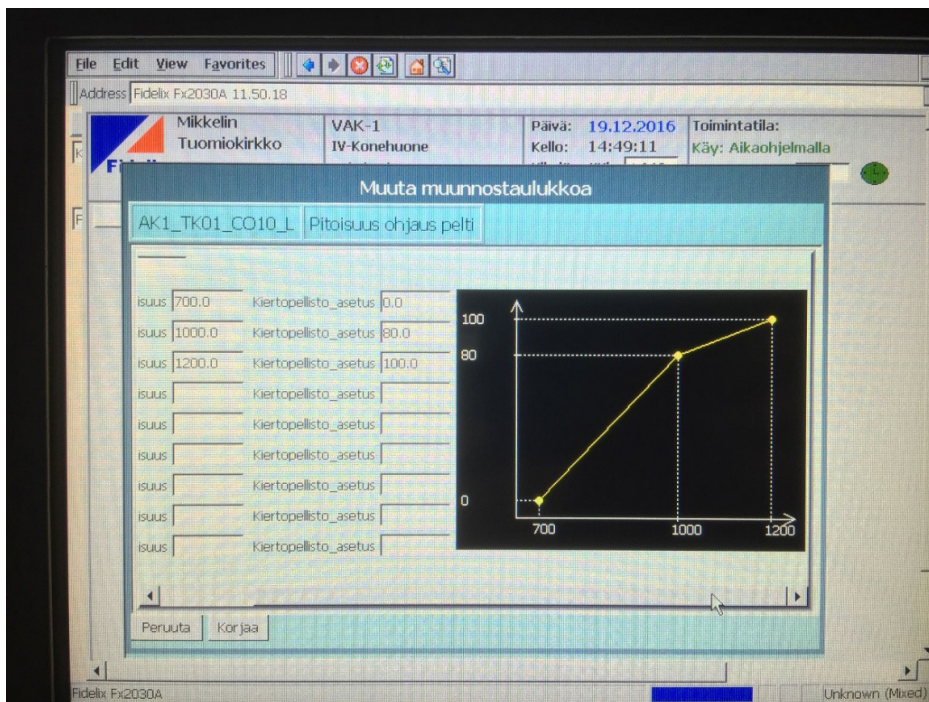 File Edit View Favorites
Address Fidelix Fx2030A 11.50.18
Mikkelin
Tuomiokirkko
VAK-1
IV-Konehuone
Päivä: 19.12.2016
Kello: 14:49:11
Toimintatila:
Käy: Aikaohjelmalla
Muuta muunnostaulukkoa
AK1_TK01_CO10_L Pitoisuus ohjaus pelti
isuus 700.0 Kiertopellisto_asetus 0.0
isuus 1000.0 Kiertopellisto_asetus 80.0
isuus 1200.0 Kiertopellisto_asetus 100.0
isuus Kiertopellisto_asetus
isuus Kiertopellisto_asetus
isuus Kiertopellisto_asetus
isuus Kiertopellisto_asetus
isuus Kiertopellisto_asetus
isuus Kiertopellisto_asetus
100
80
0
700 1000 1200
Peruuta Korjaa
Fidelix Fx2030A
Unknown (Mixed)